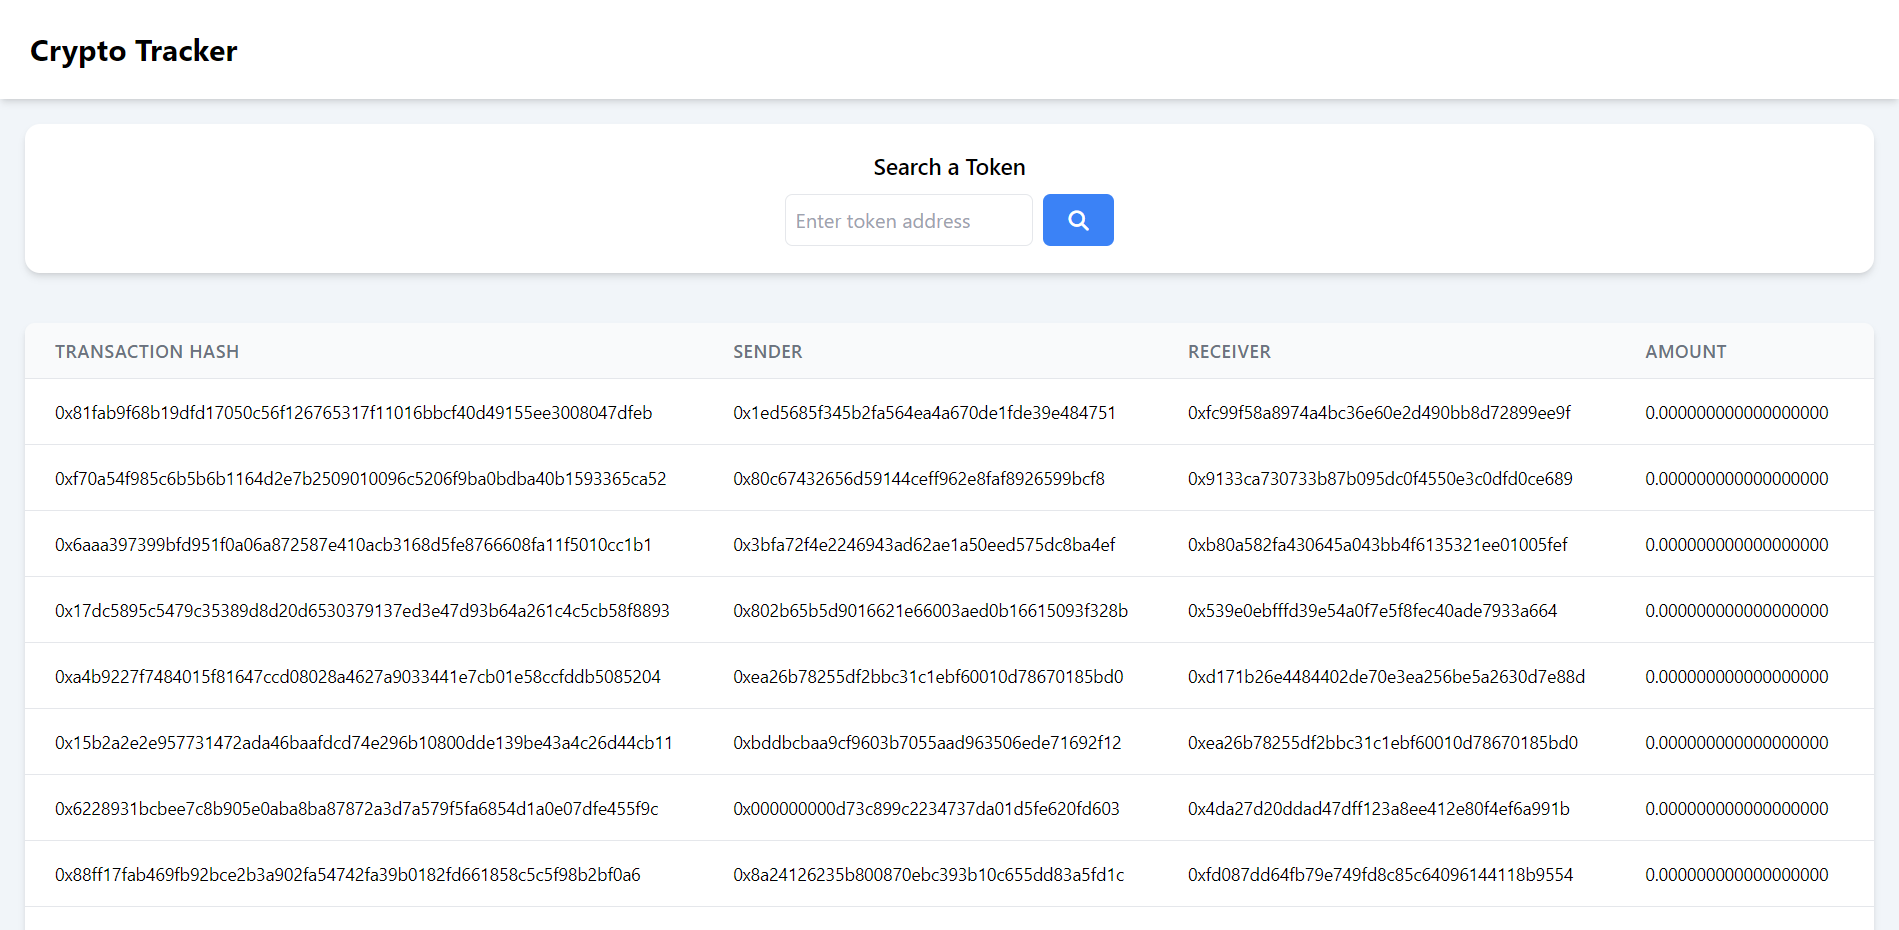 Crypto Tracker
Search a Token
Enter token address
TRANSACTION HASH SENDER RECEIVER AMOUNT
0x81fab9f68b19dfd17050c56f126765317f11016bbcf40d49155ee3008047dfeb 0x1ed5685f345b2fa564ea4a670de1fde39e484751 0xfc99f58a8974a4bc36e60e2d490bb8d72899ee9f 0.000000000000000000
0xf70a54f985c6b5b6b1164d2e7b2509010096c5206f9ba0bdba40b1593365ca52 0x80c67432656d59144ceff962e8faf8926599bcf8 0x9133ca730733b87b095dc0f4550e3c0dfd0ce689 0.000000000000000000
0x6aaa397399bfd951f0a06a872587e410acb3168d5fe8766608fa11f5010cc1b1 0x3bfa72f4e2246943ad62ae1a50eed575dc8ba4ef 0xb80a582fa430645a043bb4f6135321ee01005fef 0.000000000000000000
0x17dc5895c5479c35389d8d20d6530379137ed3e47d93b64a261c4c5cb58f8893 0x802b65b5d9016621e66003aed0b16615093f328b 0x539e0ebfffd39e54a0f7e5f8fec40ade7933a664 0.000000000000000000
0xa4b9227f7484015f81647ccd08028a4627a9033441e7cb01e58ccfddb5085204 0xea26b78255df2bbc31c1ebf60010d78670185bd0 0xd171b26e4484402de70e3ea256be5a2630d7e88d 0.000000000000000000
0x15b2a2e2e957731472ada46baafdcd74e296b10800dde139be43a4c26d44cb11 0xbddbcbaa9cf9603b7055aad963506ede71692f12 0xea26b78255df2bbc31c1ebf60010d78670185bd0 0.000000000000000000
0x6228931bcbee7c8b905e0aba8ba87872a3d7a579f5fa6854d1a0e07dfe455f9c 0x000000000d73c899c2234737da01d5fe620fd603 0x4da27d20ddad47dff123a8ee412e80f4ef6a991b 0.000000000000000000
0x88ff17fab469fb92bce2b3a902fa54742fa39b0182fd661858c5c5f98b2bf0a6 0x8a24126235b800870ebc393b10c655dd83a5fd1c 0xfd087dd64fb79e749fd8c85c64096144118b9554 0.000000000000000000